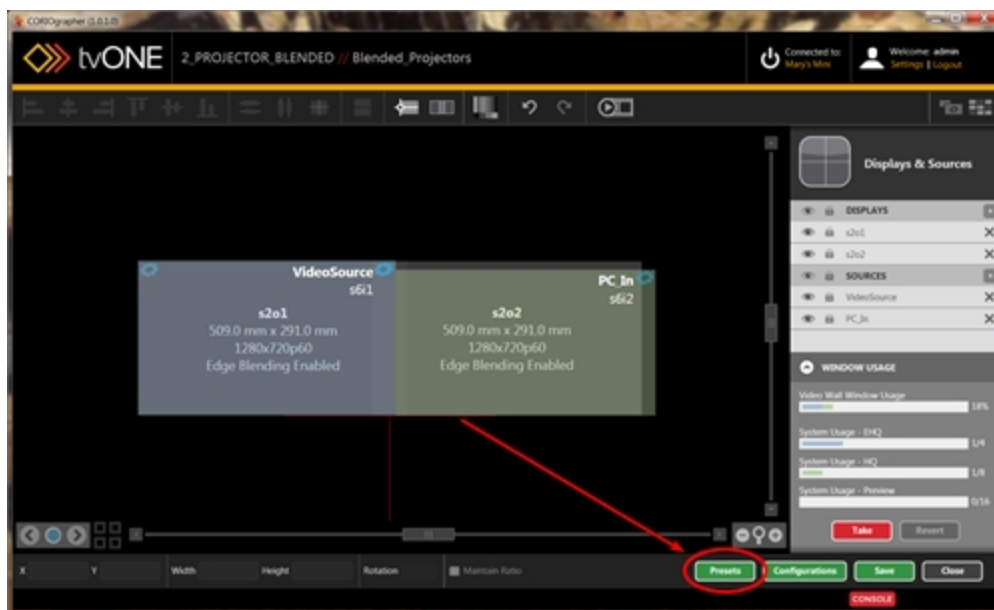 CORIOgrapher (1.0.1.0)
tvONE
2_PROJECTOR_BLENDED // Blended_Projectors
Connected to:
Mary's Mini
Welcome: admin
Settings | Logout
Displays & Sources
DISPLAYS
s2o1
s2o2
SOURCES
VideoSource
PC_In
VideoSource
s6i1
s2o1
509.0 mm x 291.0 mm
1280x720p60
Edge Blending Enabled
PC_In
s6i2
s2o2
509.0 mm x 291.0 mm
1280x720p60
Edge Blending Enabled
WINDOW USAGE
Video Wall Window Usage
18%
System Usage - EHQ
1/4
System Usage - HQ
1/8
System Usage - Preview
0/16
Take
Revert
X
Y
Width
Height
Rotation
Maintain Ratio
Presets
Configurations
Save
Close
CONSOLE